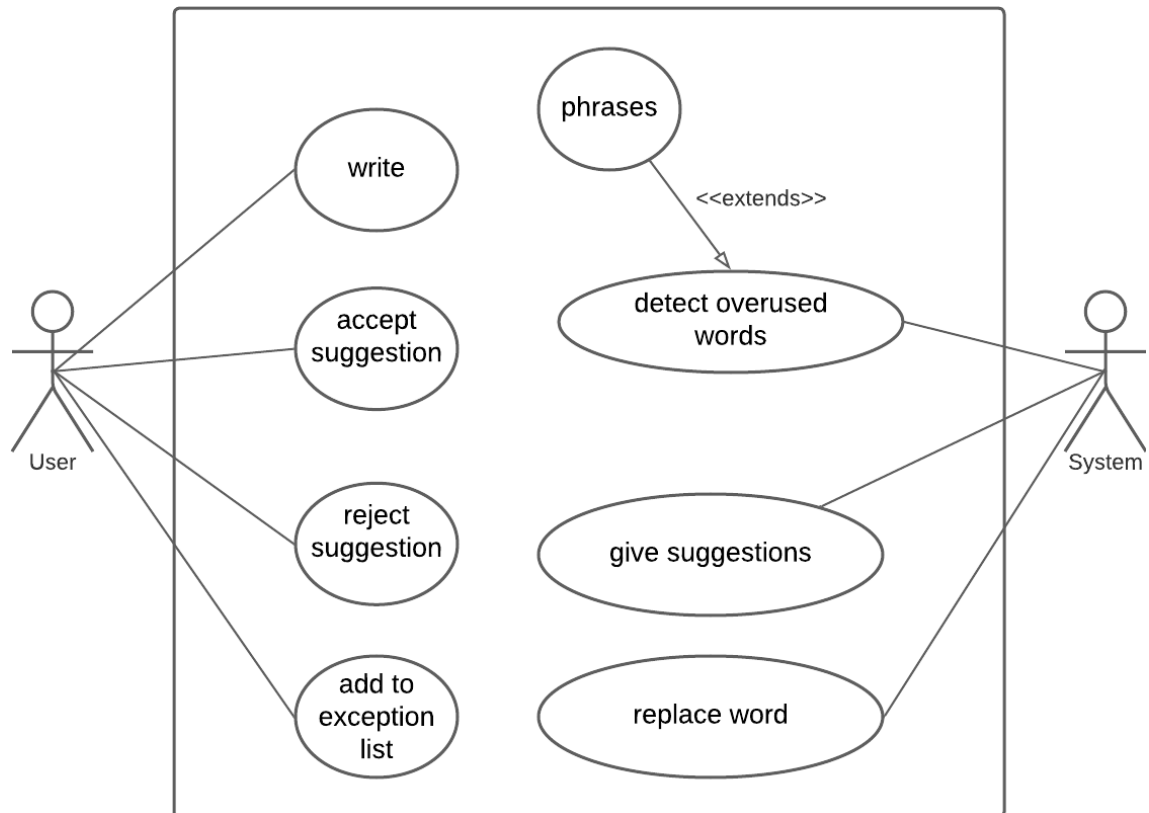 phrases
write
<<extends>>
detect overused
words
accept
suggestion
User
System
reject
suggestion
give suggestions
add to
exception
list
replace word